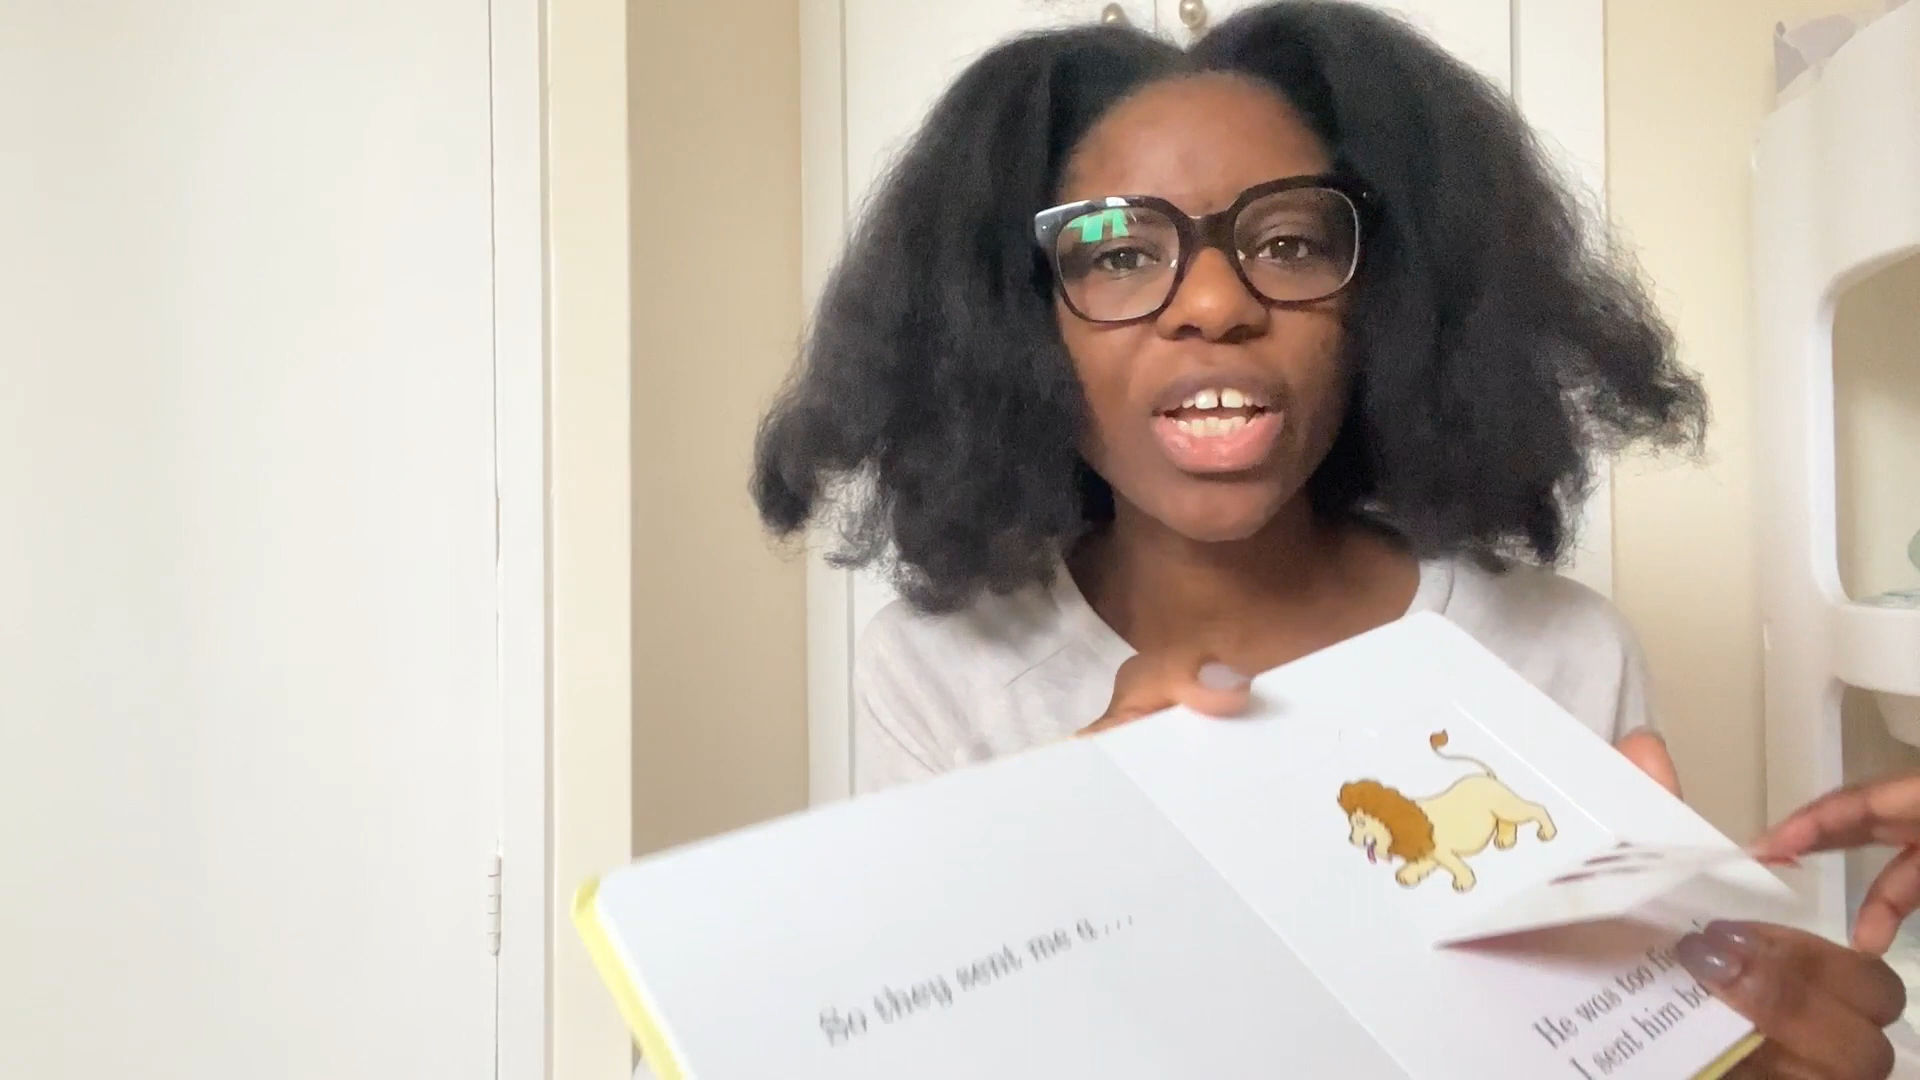 So they sent me a...
He was too
I sent him